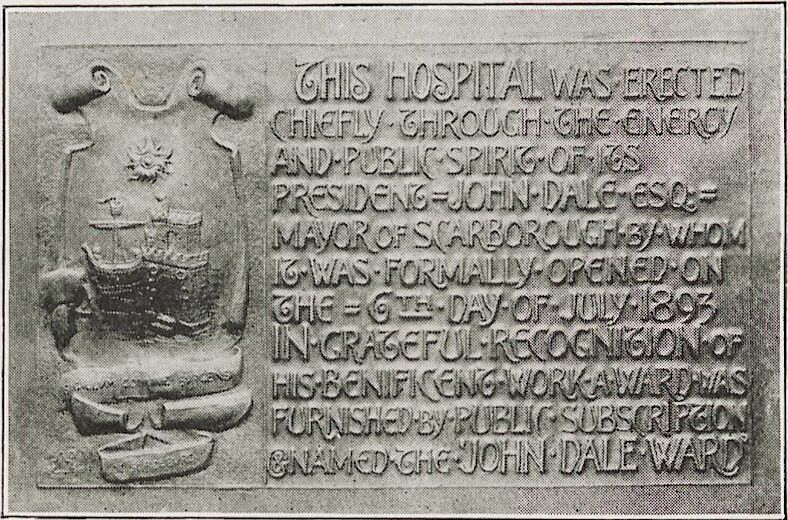 THIS HOSPITAL WAS·ERECTED
CHIEFLY·THROUGH·THE·ENERGY
AND·PUBLIC·SPIRIT·OF·ITS
PRESIDENT=JOHN·DALE·ESQ:=
MAYOR OF SCARBOROUGH·BY·WHOM
IT·WAS·FORMALLY·OPENED·ON
THE = 6TH·DAY·OF·JULY·1893
IN·GRATEFUL·RECOGNITION·OF
HIS·BENIFICENT·WORK·A·WARD·WAS
FURNISHED·BY·PUBLIC·SUBSCRIPTION
&·NAMED·THE·'JOHN·DALE·WARD'